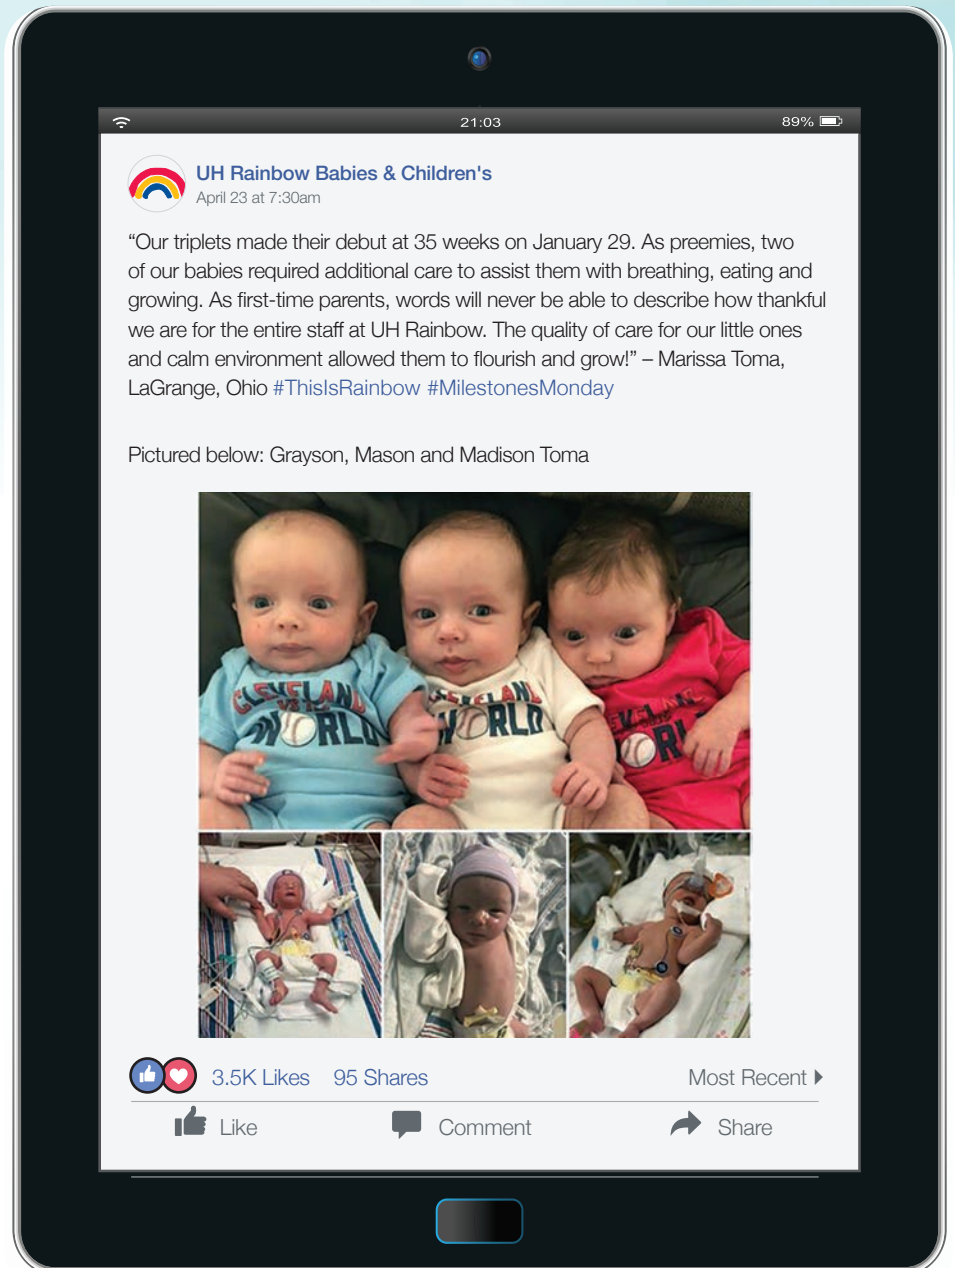 21:03
89%
UH Rainbow Babies & Children's
April 23 at 7:30am
“Our triplets made their debut at 35 weeks on January 29. As preemies, two
of our babies required additional care to assist them with breathing, eating and
growing. As first-time parents, words will never be able to describe how thankful
we are for the entire staff at UH Rainbow. The quality of care for our little ones
and calm environment allowed them to flourish and grow!” – Marissa Toma,
LaGrange, Ohio #ThisIsRainbow #MilestonesMonday
Pictured below: Grayson, Mason and Madison Toma
CLEVELAND
VS THE
WORLD
CLEVELAND
WORLD
3.5K Likes 95 Shares Most Recent
Like Comment Share